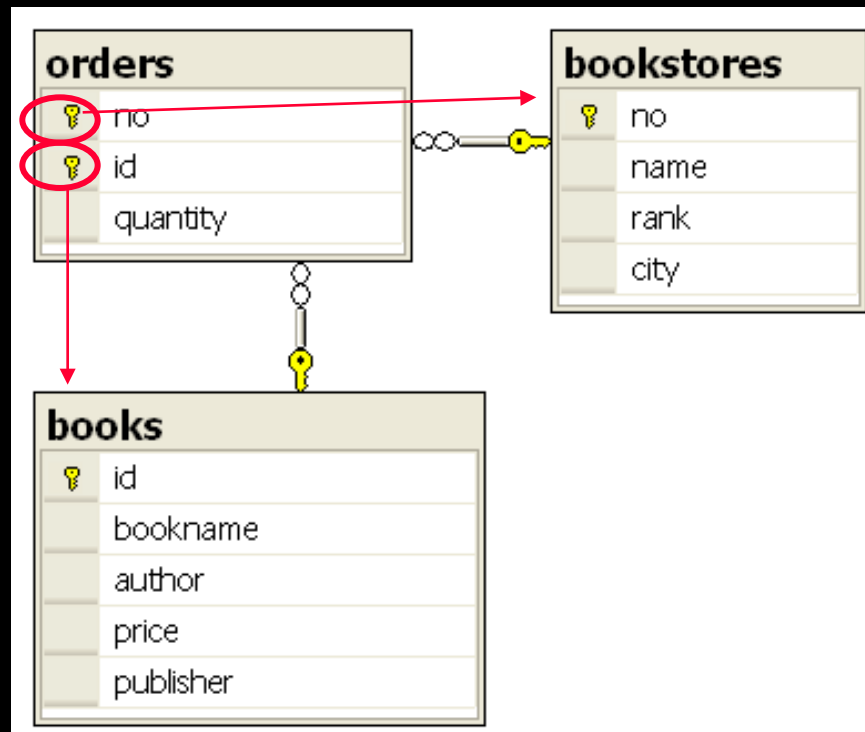 orders
no
id
quantity
bookstores
no
name
rank
city
books
id
bookname
author
price
publisher